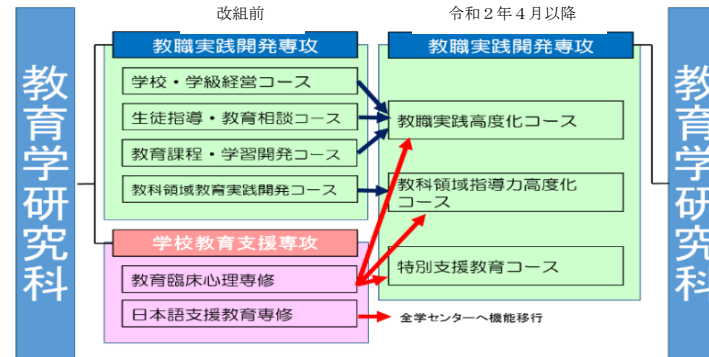 改組前
令和２年４月以降
教育学研究科
教職実践開発専攻
学校・学級経営コース
生徒指導・教育相談コース
教育課程・学習開発コース
教科領域教育実践開発コース
学校教育支援専攻
教育臨床心理専修
日本語支援教育専修
教職実践開発専攻
教職実践高度化コース
教科領域指導力高度化
コース
特別支援教育コース
全学センターへ機能移行
教育学研究科